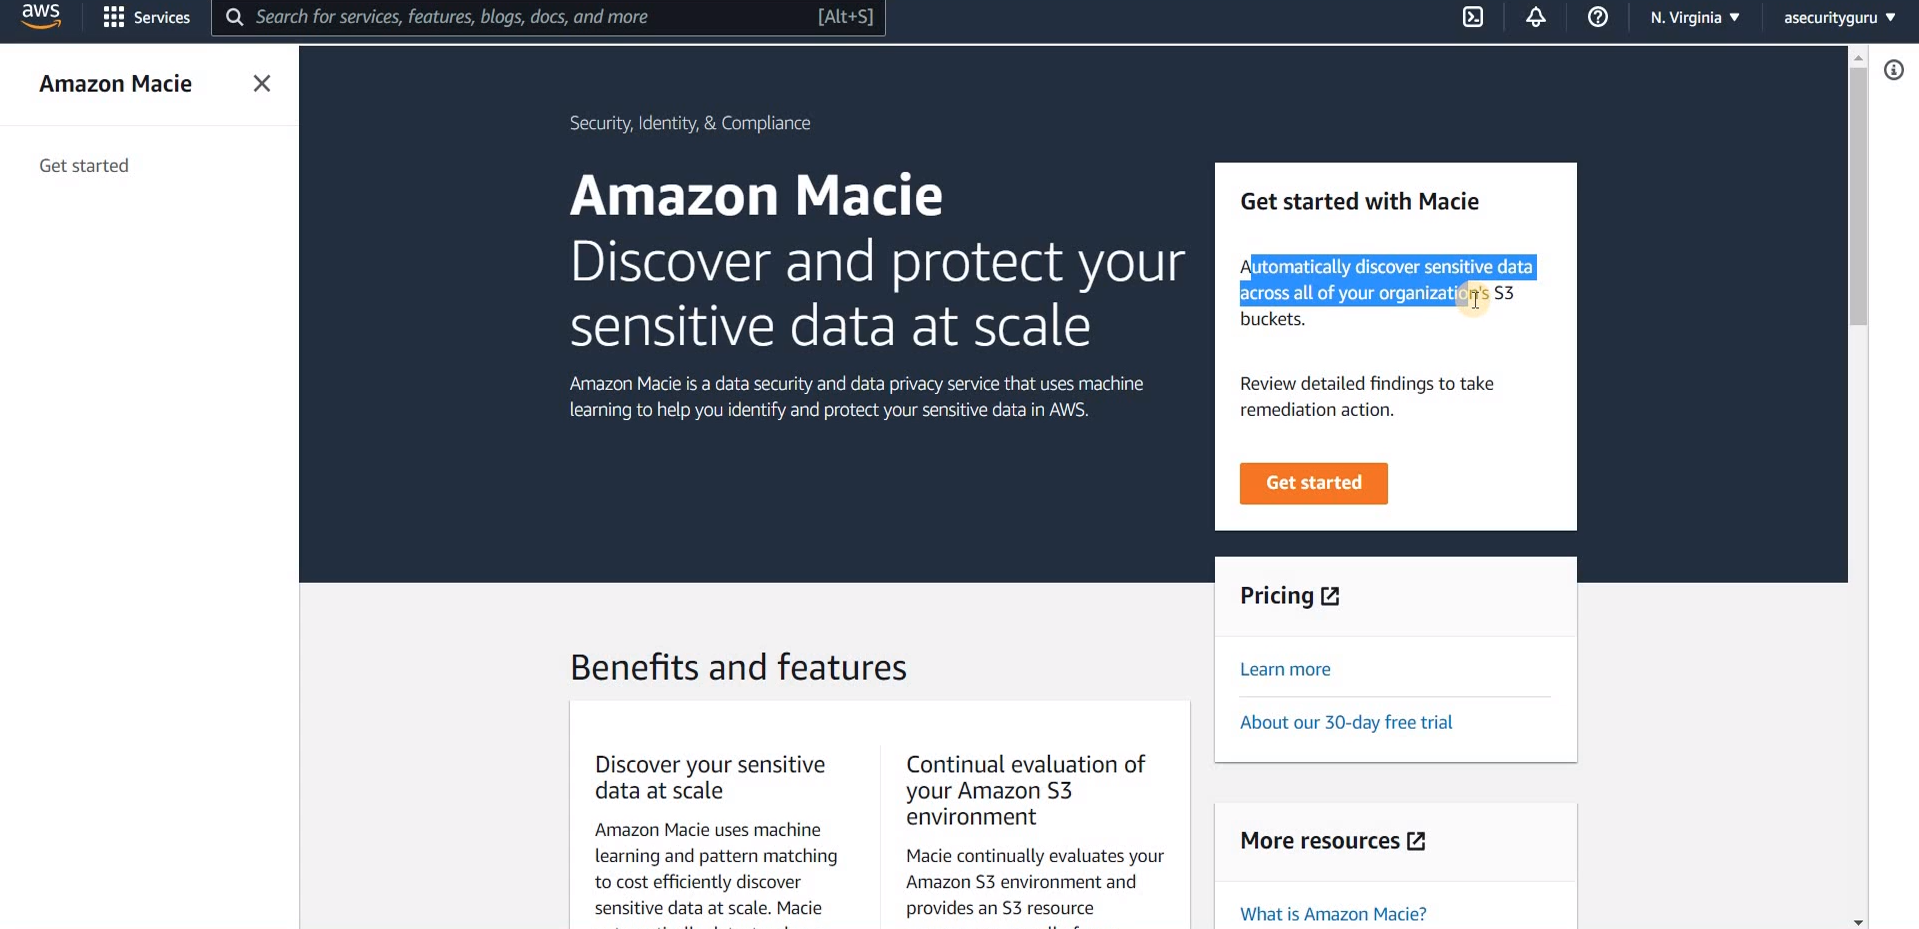 aws
Services
Search for services, features, blogs, docs, and more
[Alt+S]
N. Virginia
asecurityguru
Amazon Macie
Get started
Security, Identity, & Compliance
Amazon Macie
Discover and protect your
sensitive data at scale
Amazon Macie is a data security and data privacy service that uses machine
learning to help you identify and protect your sensitive data in AWS.
Get started with Macie
Automatically discover sensitive data
across all of your organization's S3
buckets.
Review detailed findings to take
remediation action.
Get started
Pricing
Learn more
About our 30-day free trial
Benefits and features
Discover your sensitive
data at scale
Amazon Macie uses machine
learning and pattern matching
to cost efficiently discover
sensitive data at scale. Macie
Continual evaluation of
your Amazon S3
environment
Macie continually evaluates your
Amazon S3 environment and
provides an S3 resource
More resources
What is Amazon Macie?